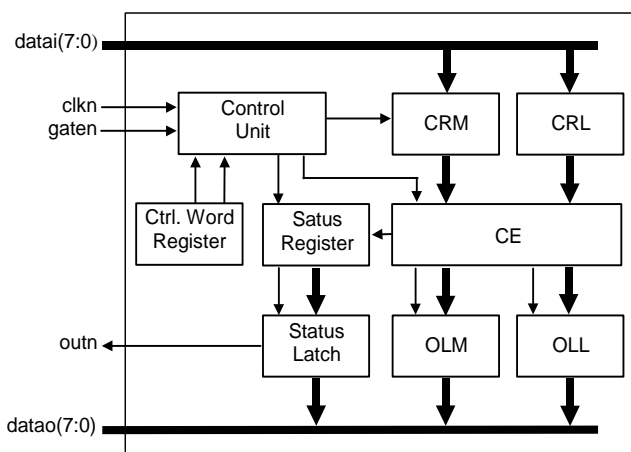 datai(7:0)
clkn
gaten
Control
Unit
CRM
CRL
Ctrl. Word
Register
Satus
Register
CE
outn
Status
Latch
OLM
OLL
datao(7:0)